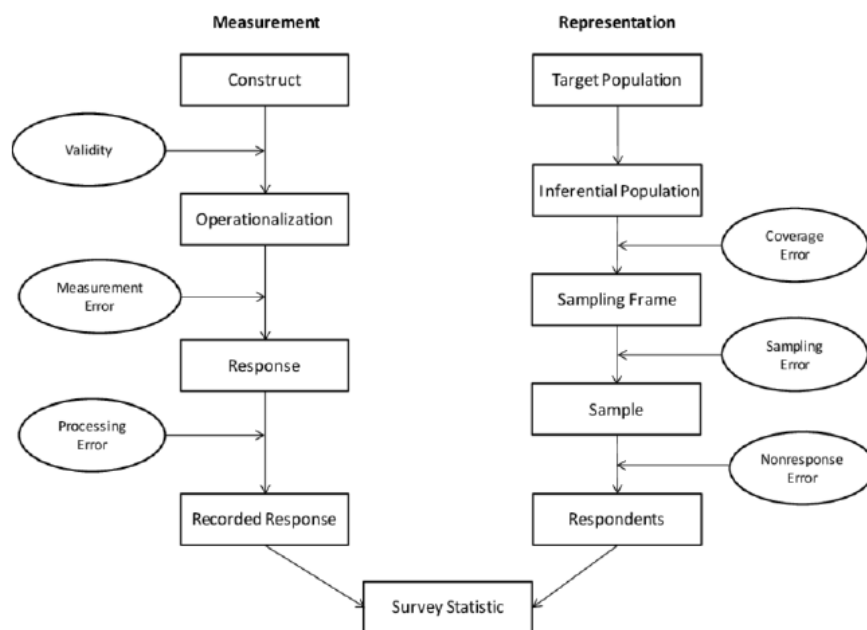 Measurement
Representation
Construct
Target Population
Validity
Operationalization
Inferential Population
Coverage
Error
Measurement
Error
Sampling Frame
Response
Sampling
Error
Sample
Processing
Error
Nonresponse
Error
Recorded Response
Respondents
Survey Statistic